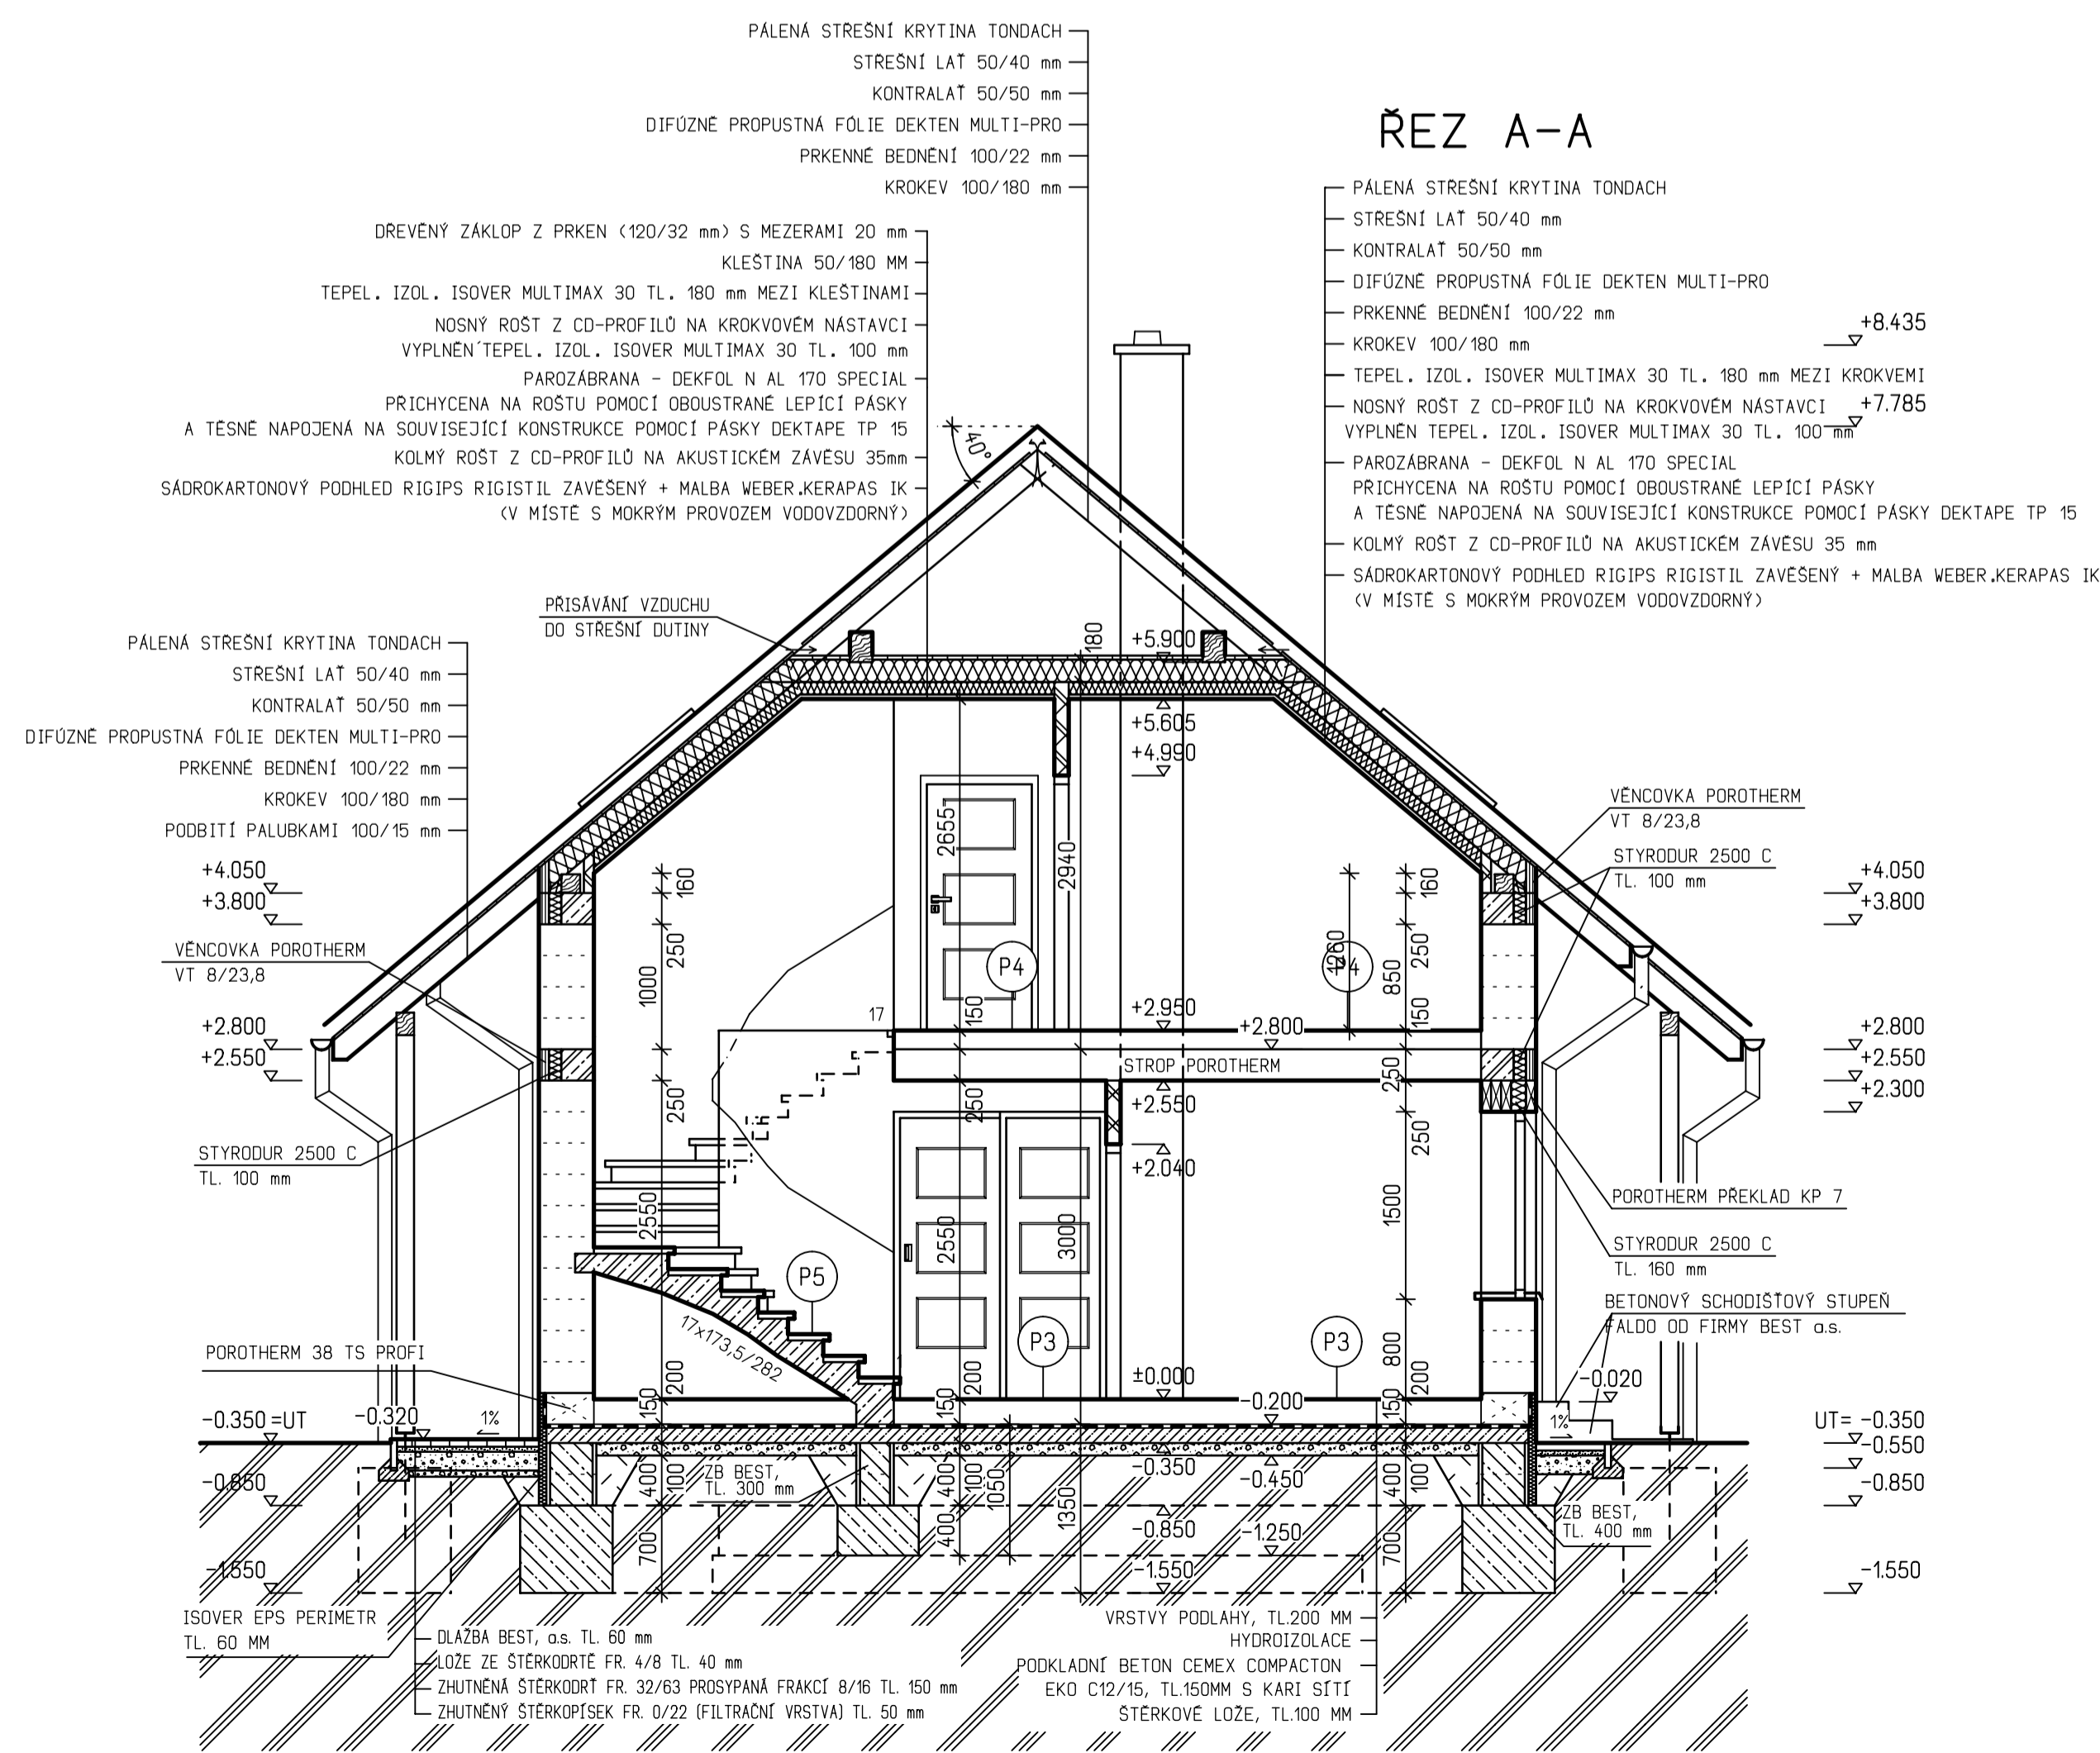 PÁLENÁ STŘEŠNÍ KRYTINA TONDACH
STŘEŠNÍ LAŤ 50/40 mm
KONTRALAŤ 50/50 mm
DIFÚZNĚ PROPUSTNÁ FÓLIE DEKTEN MULTI-PRO
PRKENNÉ BEDNĚNÍ 100/22 mm
KROKEV 100/180 mm
ŘEZ A-A
DŘEVĚNÝ ZÁKLOP Z PRKEN (120/32 mm) S MEZERAMI 20 mm
KLEŠTINA 50/180 MM
TEPEL. IZOL. ISOVER MULTIMAX 30 TL. 180 mm MEZI KLEŠTINAMI
NOSNÝ ROŠT Z CD-PROFILŮ NA KROKVOVÉM NÁSTAVCI
VYPLNĚN´TEPEL. IZOL. ISOVER MULTIMAX 30 TL. 100 mm
PAROZÁBRANA - DEKFOL N AL 170 SPECIAL
PŘICHYCENA NA ROŠTU POMOCÍ OBOUSTRANÉ LEPÍCÍ PÁSKY
A TĚSNĚ NAPOJENÁ NA SOUVISEJÍCÍ KONSTRUKCE POMOCÍ PÁSKY DEKTAPE TP 15
KOLMÝ ROŠT Z CD-PROFILŮ NA AKUSTICKÉM ZÁVĚSU 35mm
SÁDROKARTONOVÝ PODHLED RIGIPS RIGISTIL ZAVĚŠENÝ + MALBA WEBER.KERAPAS IK
(V MÍSTĚ S MOKRÝM PROVOZEM VODOVZDORNÝ)
PÁLENÁ STŘEŠNÍ KRYTINA TONDACH
STŘEŠNÍ LAŤ 50/40 mm
KONTRALAŤ 50/50 mm
DIFÚZNĚ PROPUSTNÁ FÓLIE DEKTEN MULTI-PRO
PRKENNÉ BEDNĚNÍ 100/22 mm
KROKEV 100/180 mm
TEPEL. IZOL. ISOVER MULTIMAX 30 TL. 180 mm MEZI KROKVEMI
NOSNÝ ROŠT Z CD-PROFILŮ NA KROKVOVÉM NÁSTAVCI
VYPLNĚN TEPEL. IZOL. ISOVER MULTIMAX 30 TL. 100 mm
PAROZÁBRANA - DEKFOL N AL 170 SPECIAL
PŘICHYCENA NA ROŠTU POMOCÍ OBOUSTRANÉ LEPÍCÍ PÁSKY
A TĚSNĚ NAPOJENÁ NA SOUVISEJÍCÍ KONSTRUKCE POMOCÍ PÁSKY DEKTAPE TP 15
KOLMÝ ROŠT Z CD-PROFILŮ NA AKUSTICKÉM ZÁVĚSU 35 mm
SÁDROKARTONOVÝ PODHLED RIGIPS RIGISTIL ZAVĚŠENÝ + MALBA WEBER.KERAPAS IK
(V MÍSTĚ S MOKRÝM PROVOZEM VODOVZDORNÝ)
+8.435
+7.785
40°
PŘISÁVÁNÍ VZDUCHU
DO STŘEŠNÍ DUTINY
PÁLENÁ STŘEŠNÍ KRYTINA TONDACH
STŘEŠNÍ LAŤ 50/40 mm
KONTRALAŤ 50/50 mm
DIFÚZNĚ PROPUSTNÁ FÓLIE DEKTEN MULTI-PRO
PRKENNÉ BEDNĚNÍ 100/22 mm
KROKEV 100/180 mm
PODBITÍ PALUBKAMI 100/15 mm
180
+5.900
+5.605
+4.990
2655
2940
VĚNCOVKA POROTHERM
VT 8/23,8
STYRODUR 2500 C
TL. 100 mm
+4.050
+3.800
160
160
+4.050
+3.800
VĚNCOVKA POROTHERM
VT 8/23,8
1000
250
P4
1260
P4
850
250
+2.800
+2.550
17
150
+2.950
+2.800
150
+2.800
+2.550
+2.300
STROP POROTHERM
250
250
+2.550
250
250
+2.040
STYRODUR 2500 C
TL. 100 mm
POROTHERM PŘEKLAD KP 7
STYRODUR 2500 C
TL. 160 mm
2550
2550
3000
1500
P5
BETONOVÝ SCHODIŠŤOVÝ STUPEŇ
FALDO OD FIRMY BEST a.s.
17x173,5/282
P3
P3
POROTHERM 38 TS PROFI
±0.000
800
-0.020
150
200
150
200
-0.200
150
200
-0.350 =UT
-0.320
1%
1%
UT= -0.350
-0.550
-0.850
-0.850
400
100
ZB BEST,
TL. 300 mm
400
100
1050
1350
-0.350
-0.450
400
100
700
400
-0.850
-1.250
700
ZB BEST,
TL. 400 mm
-1.550
-1.550
-1.550
ISOVER EPS PERIMETR
TL. 60 MM
DLAŽBA BEST, a.s. TL. 60 mm
LOŽE ZE ŠTĚRKODRTĚ FR. 4/8 TL. 40 mm
ZHUTNĚNÁ ŠTĚRKODRŤ FR. 32/63 PROSYPANÁ FRAKCÍ 8/16 TL. 150 mm
ZHUTNĚNÝ ŠTĚRKOPÍSEK FR. 0/22 (FILTRAČNÍ VRSTVA) TL. 50 mm
VRSTVY PODLAHY, TL.200 MM
HYDROIZOLACE
PODKLADNÍ BETON CEMEX COMPACTON
EKO C12/15, TL.150MM S KARI SÍTÍ
ŠTĚRKOVÉ LOŽE, TL.100 MM